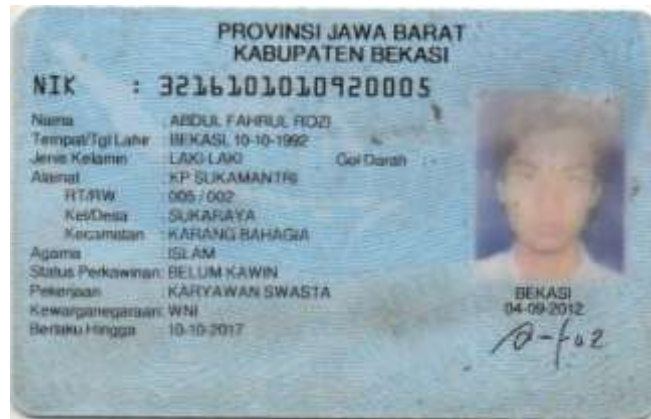 PROVINSI JAWA BARAT
KABUPATEN BEKASI
NIK : 3216101010920005
Nama : ABDUL FAHRUL ROZI
Tempat/Tgl Lahir : BEKASI, 10-10-1992
Jenis Kelamin : LAKI-LAKI Gol Darah : -
Alamat : KP SUKAMANTRI
RT/RW : 005 / 002
Kel/Desa : SUKARAYA
Kecamatan : KARANG BAHAGIA
Agama : ISLAM
Status Perkawinan: BELUM KAWIN
Pekerjaan : KARYAWAN SWASTA
Kewarganegaraan: WNI
Berlaku Hingga : 10-10-2017
BEKASI
04-09-2012